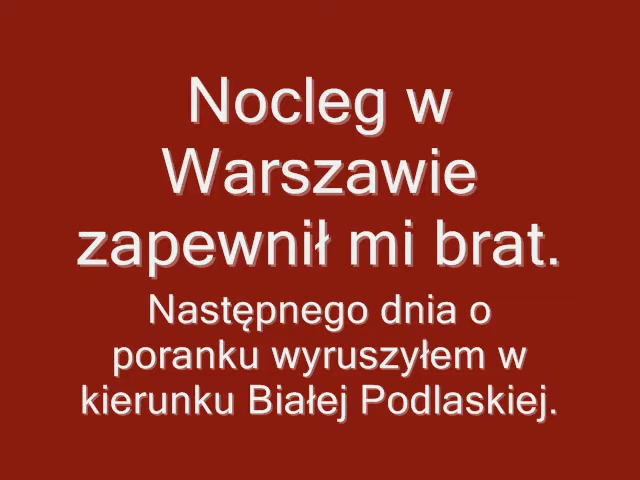 Nocleg w
Warszawie
zapewnił mi brat.
Następnego dnia o
poranku wyruszyłem w
kierunku Białej Podlaskiej.